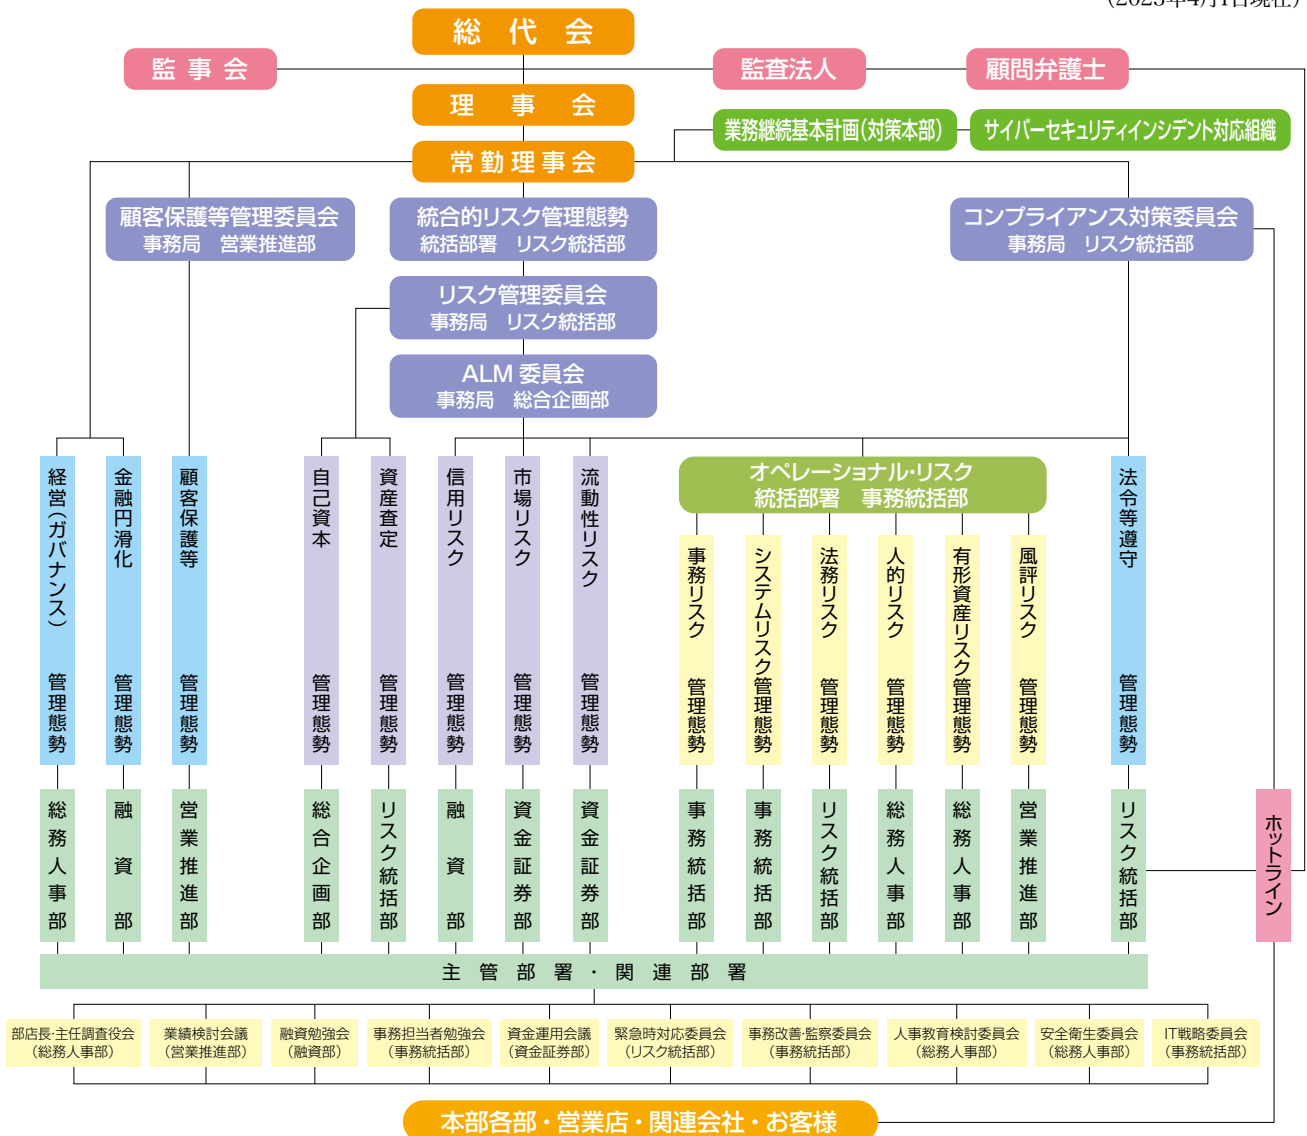 (2023年4月1日現在)
総代会
監事会
監査法人
顧問弁護士
理事会
業務継続基本計画(対策本部)
サイバーセキュリティインシデント対応組織
常勤理事会
顧客保護等管理委員会
事務局 営業推進部
統合的リスク管理態勢
統括部署 リスク統括部
コンプライアンス対策委員会
事務局 リスク統括部
リスク管理委員会
事務局 リスク統括部
ALM 委員会
事務局 総合企画部
経営(ガバナンス) 管理態勢
金融円滑化 管理態勢
顧客保護等 管理態勢
自己資本 管理態勢
資産査定 管理態勢
信用リスク 管理態勢
市場リスク 管理態勢
流動性リスク 管理態勢
オペレーショナル・リスク
統括部署 事務統括部
事務リスク 管理態勢
システムリスク管理態勢
法務リスク 管理態勢
人的リスク 管理態勢
有形資産リスク管理態勢
風評リスク 管理態勢
法令等遵守 管理態勢
総務人事部
融資部
営業推進部
総合企画部
リスク統括部
融資部
資金証券部
資金証券部
事務統括部
事務統括部
リスク統括部
総務人事部
総務人事部
営業推進部
リスク統括部
ホットライン
主管部署・関連部署
部店長・主任調査役会
(総務人事部)
業績検討会議
(営業推進部)
融資勉強会
(融資部)
事務担当者勉強会
(事務統括部)
資金運用会議
(資金証券部)
緊急時対応委員会
(リスク統括部)
事務改善・監察委員会
(事務統括部)
人事教育検討委員会
(総務人事部)
安全衛生委員会
(総務人事部)
IT戦略委員会
(事務統括部)
本部各部・営業店・関連会社・お客様